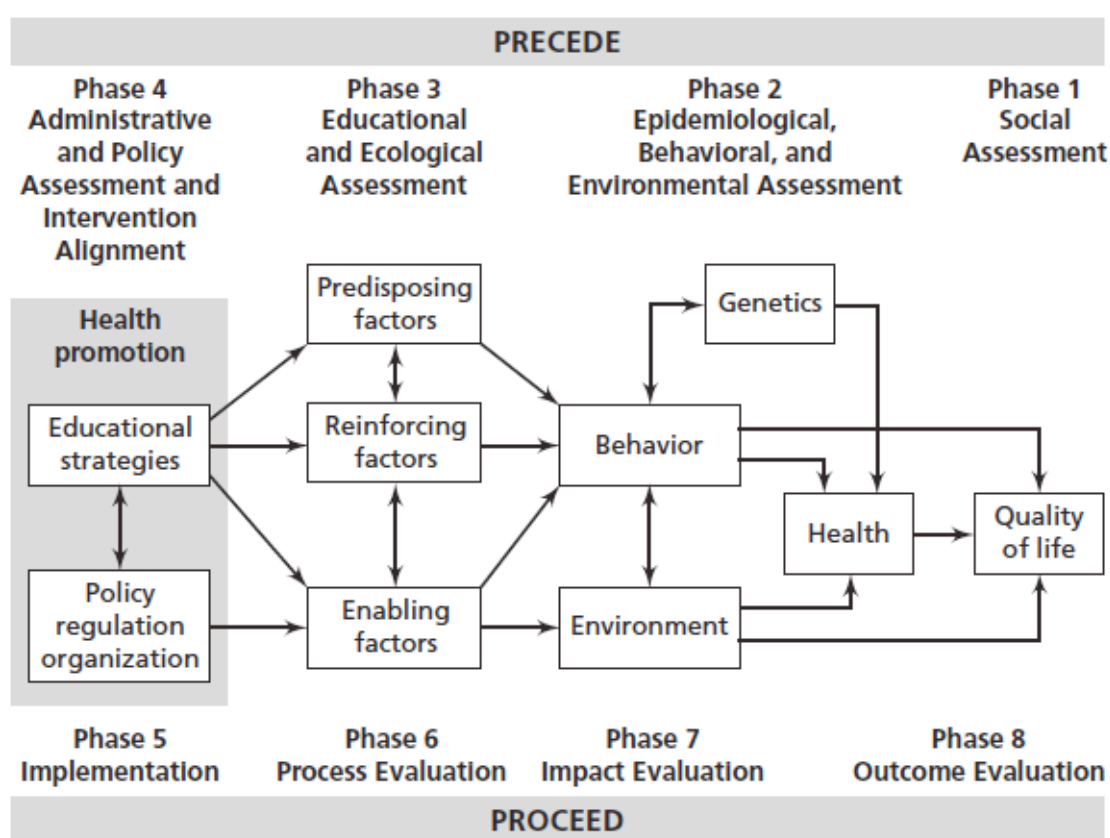 PRECEDE
Phase 4
Administrative
and Policy
Assessment and
Intervention
Alignment
Phase 3
Educational
and Ecological
Assessment
Phase 2
Epidemiological,
Behavioral, and
Environmental Assessment
Phase 1
Social
Assessment
Health
promotion
Educational
strategies
Policy
regulation
organization
Predisposing
factors
Reinforcing
factors
Enabling
factors
Genetics
Behavior
Environment
Health
Quality
of life
Phase 5
Implementation
Phase 6
Process Evaluation
Phase 7
Impact Evaluation
Phase 8
Outcome Evaluation
PROCEED